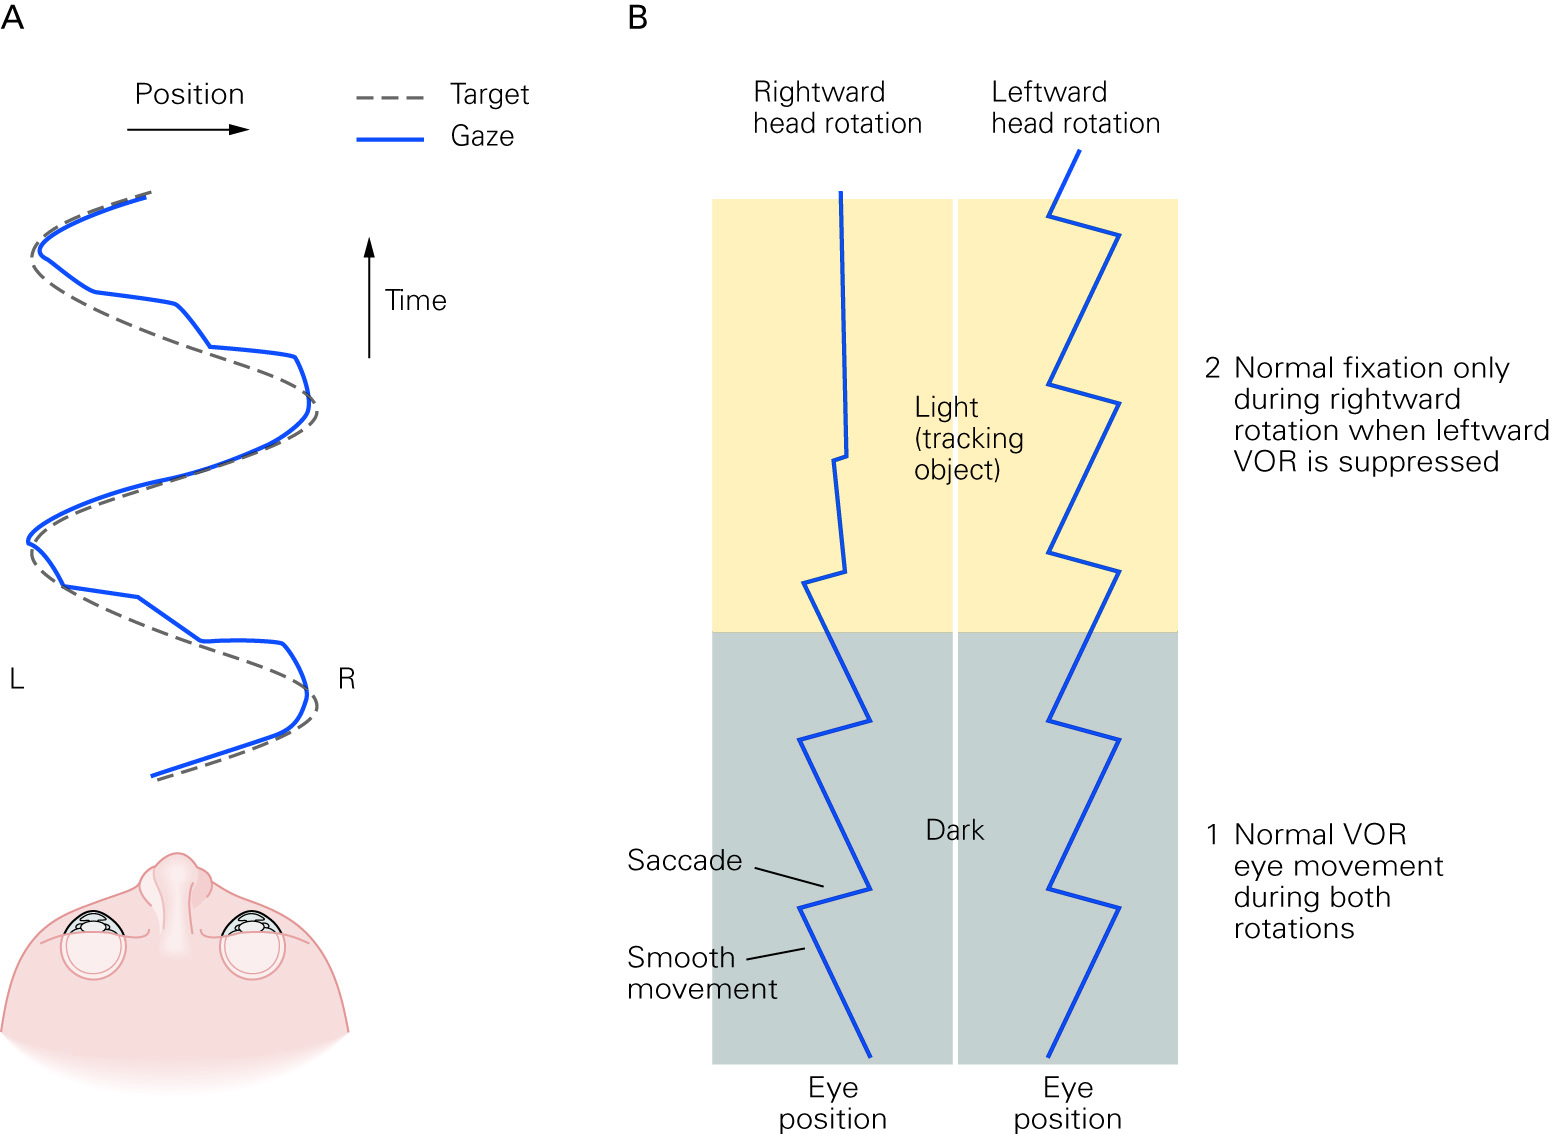 A
Position
Target
Gaze
Time
L
R
B
Rightward
head rotation
Leftward
head rotation
Light
(tracking
object)
2 Normal fixation only
during rightward
rotation when leftward
VOR is suppressed
Dark
Saccade
Smooth
movement
1 Normal VOR
eye movement
during both
rotations
Eye
position
Eye
position